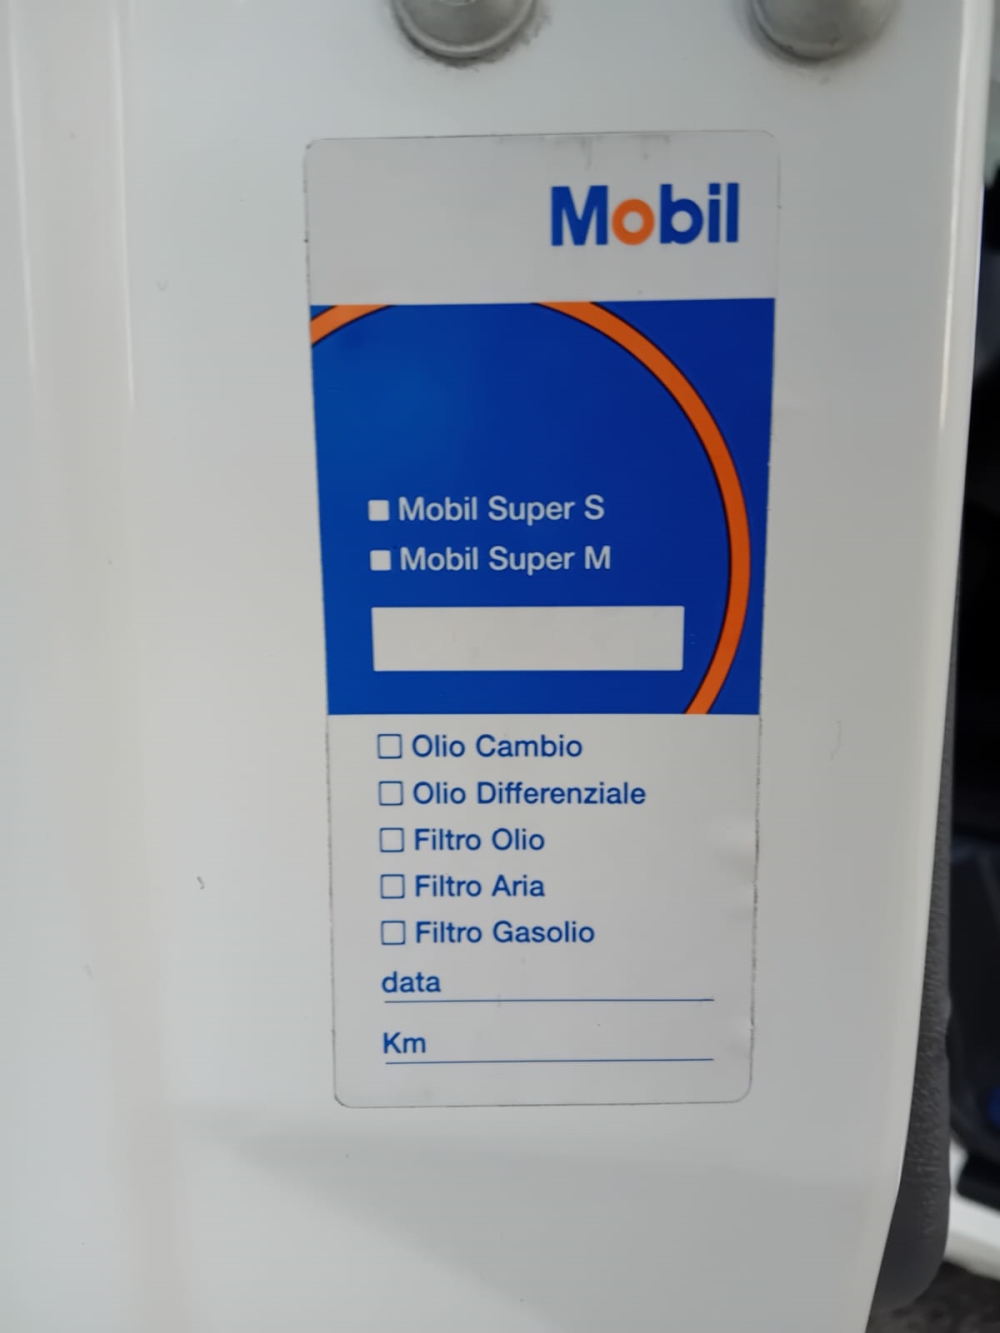 Mobil
Mobil Super S
Mobil Super M
Olio Cambio
Olio Differenziale
Filtro Olio
Filtro Aria
Filtro Gasolio
data
Km